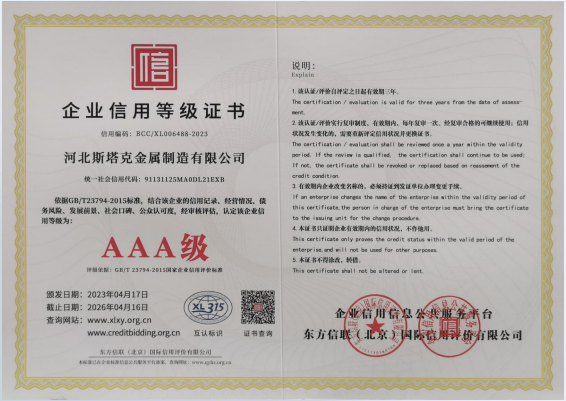 信
企业信用等级证书
信用编码：BCC/XL006488-2023
河北斯塔克金属制造有限公司
统一社会信用代码：91131125MA0DL21EXB
依据GB/T23794-2015标准，结合该企业的信用记录、经营情况、债
务风险、发展前景、社会口碑、公众认可度，经审核评估，认定该企业信
用等级为：
AAA级
评级依据：GB/T 23794-2015国家企业信用评价标准
颁发日期：2023年04月17日
截止日期：2026年04月16日
查询网站：www.xlxy.org.cn
www.creditbidding.org.cn
XL315
互认标识
证书查询
东方信联（北京）国际信用评价有限公司
说明：
Explain
1.该认证/评价自评定之日起有效期三年。
The certification / evaluation is valid for three years from the date of assess-
ment.
2.该认证/评价实行复审制度，有效期内，每年复审一次，经复审合格的可继续使用；信用
状况发生变化的，需要重新评定信用状况并更换证书。
The certification / evaluation shall be reviewed once a year within the validity
period. If the review is qualified, the certification shall continue to be used;
If not, the certificate shall be revoked or replaced based on reassessment of the
credit condition.
3.有效期内企业改变名称的，必须持证到发证单位办理变更手续。
If an enterprise changes the name of the enterprise within the validity period of
this certificate,the person in charge of the enterprise must bring the certificate
to the issuing unit for the change procedure.
4.本证书只证明企业有效期内的信用状况，不作他用。
This certificate only proves the credit status within the valid period of the
enterprise,and will not be used for other purposes.
5.本证书不得涂改、转借。
This certificate shall not be altered or lent.
企业信用信息公共服务平台
东方信联（北京）国际信用评价有限公司